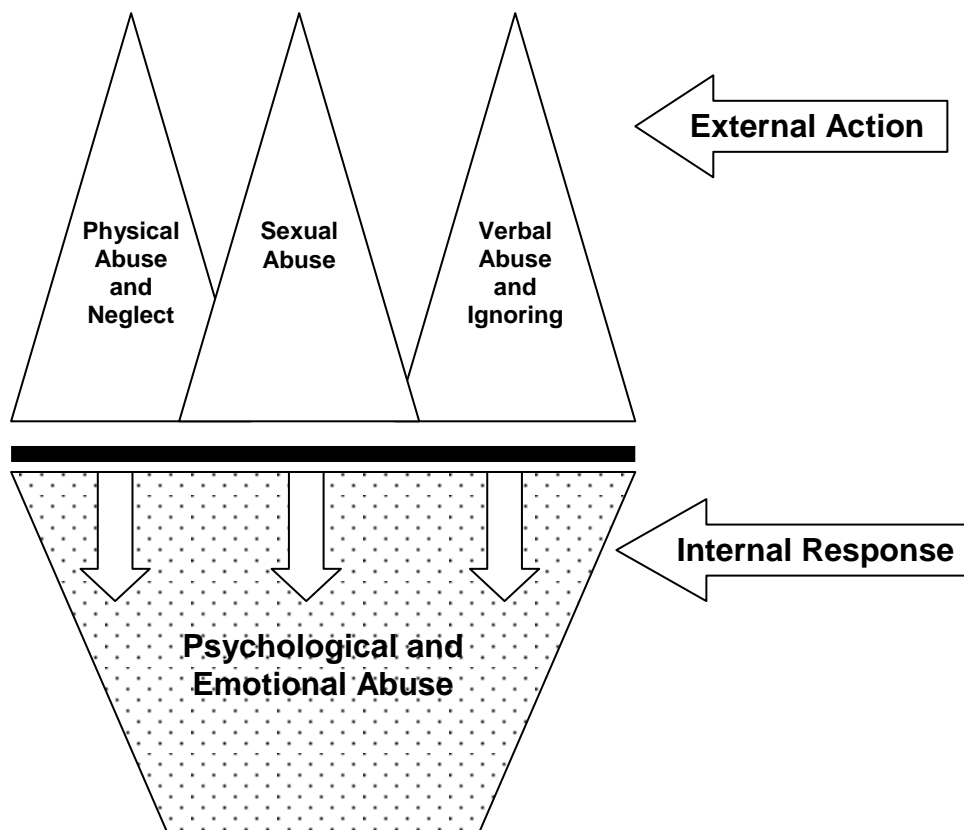 External Action
Physical
Abuse
and
Neglect
Sexual
Abuse
Verbal
Abuse
and
Ignoring
Internal Response
Psychological and
Emotional Abuse